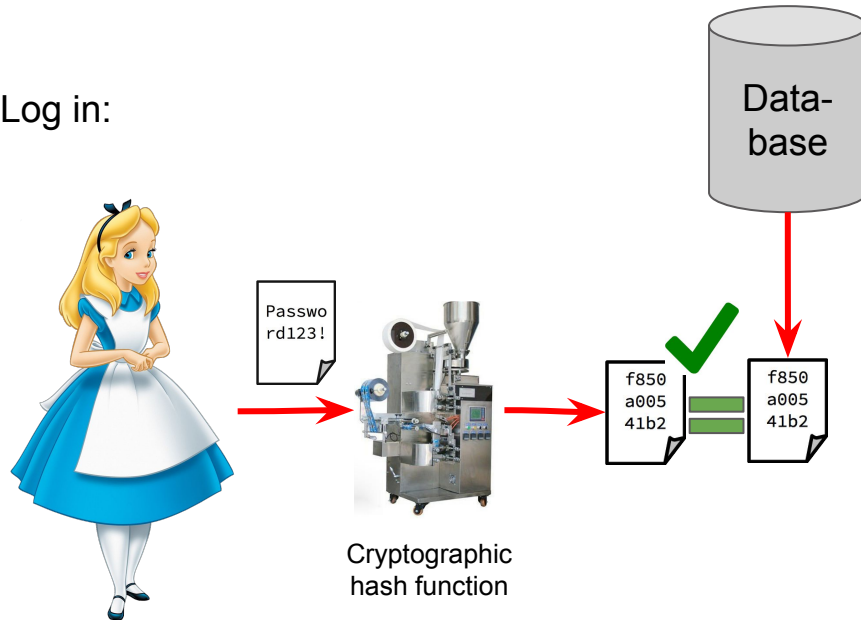 Log in:
Data-
base
Passwo
rd123!
f850
a005
41b2
f850
a005
41b2
Cryptographic
hash function